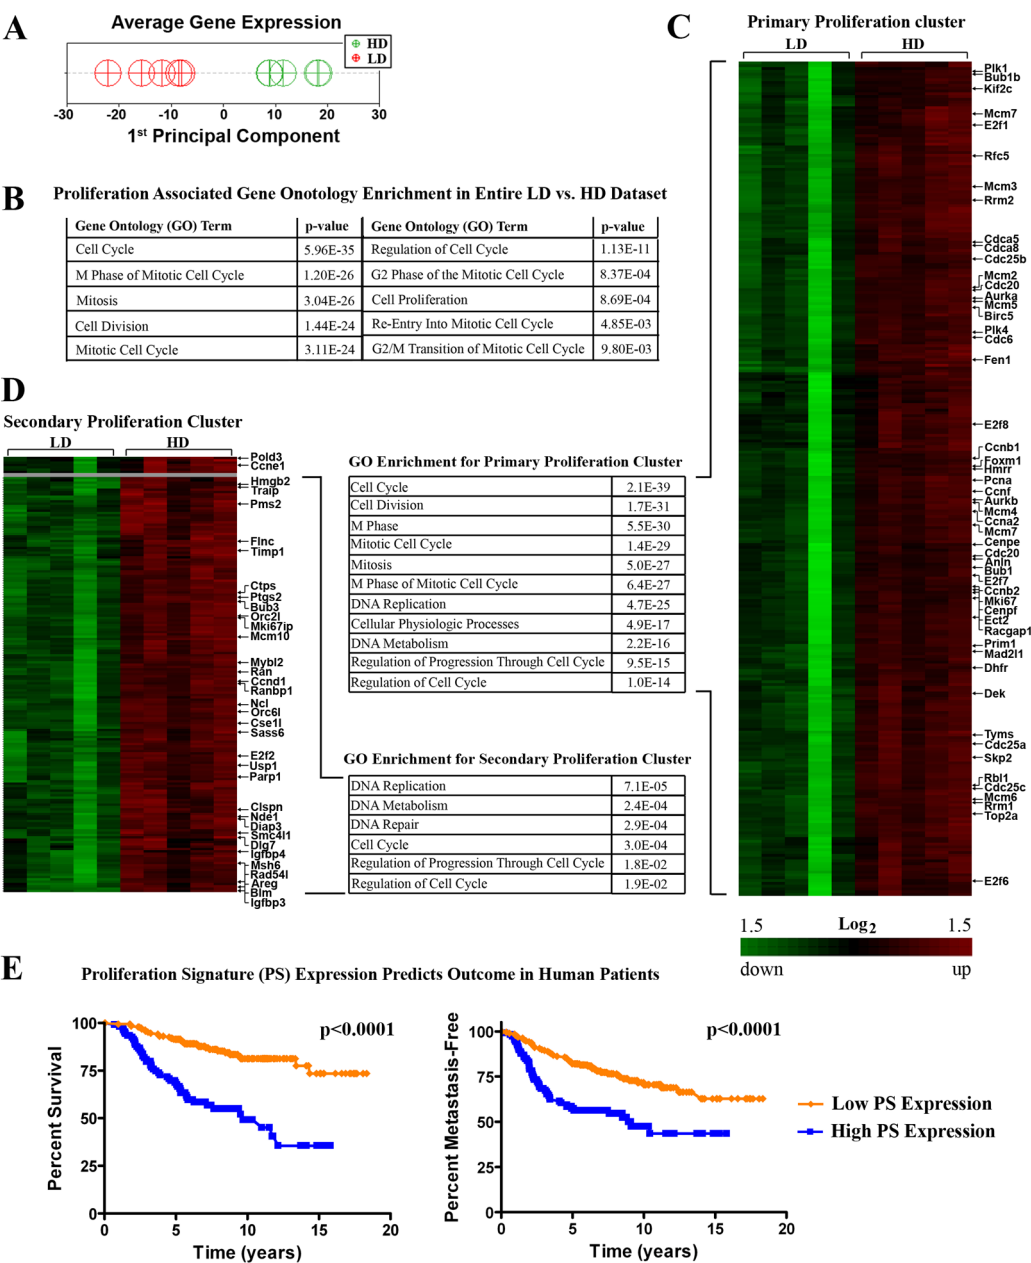 A
Average Gene Expression
HD
LD
-30 -20 -10 0 10 20 30
1st Principal Component
B
Proliferation Associated Gene Onotology Enrichment in Entire LD vs. HD Dataset
Gene Ontology (GO) Term p-value Gene Ontology (GO) Term p-value
Cell Cycle 5.96E-35 Regulation of Cell Cycle 1.13E-11
M Phase of Mitotic Cell Cycle 1.20E-26 G2 Phase of the Mitotic Cell Cycle 8.37E-04
Mitosis 3.04E-26 Cell Proliferation 8.69E-04
Cell Division 1.44E-24 Re-Entry Into Mitotic Cell Cycle 4.85E-03
Mitotic Cell Cycle 3.11E-24 G2/M Transition of Mitotic Cell Cycle 9.80E-03
C
Primary Proliferation cluster
LD HD
Plk1
Bub1b
Kif2c
Mcm7
E2f1
Rfc5
Mcm3
Rrm2
Cdca5
Cdca8
Cdc25b
Mcm2
Cdc20
Aurka
Mcm5
Birc5
Plk4
Cdc6
Fen1
E2f8
Ccnb1
Foxm1
Hmrr
Pcna
Ccnf
Aurkb
Mcm4
Ccna2
Mcm7
Cenpe
Cdc20
Anln
Bub1
E2f7
Ccnb2
Mki67
Cenpf
Ect2
Racgap1
Prim1
Mad2l1
Dhfr
Dek
Tyms
Cdc25a
Skp2
Rbl1
Cdc25c
Mcm6
Rrm1
Top2a
E2f6
1.5 Log2 1.5
down up
D
Secondary Proliferation Cluster
LD HD
Pold3
Ccne1
Hmgb2
Traip
Pms2
Flnc
Timp1
Ctps
Ptgs2
Bub3
Orc2l
Mki67ip
Mcm10
Mybl2
Ran
Ccnd1
Ranbp1
Ncl
Orc6l
Cse1l
Sass6
E2f2
Usp1
Parp1
Clspn
Nde1
Diap3
Smc4l1
Dlg7
Igfbp4
Msh6
Rad54l
Areg
Blm
Igfbp3
GO Enrichment for Primary Proliferation Cluster
Cell Cycle 2.1E-39
Cell Division 1.7E-31
M Phase 5.5E-30
Mitotic Cell Cycle 1.4E-29
Mitosis 5.0E-27
M Phase of Mitotic Cell Cycle 6.4E-27
DNA Replication 4.7E-25
Cellular Physiologic Processes 4.9E-17
DNA Metabolism 2.2E-16
Regulation of Progression Through Cell Cycle 9.5E-15
Regulation of Cell Cycle 1.0E-14
GO Enrichment for Secondary Proliferation Cluster
DNA Replication 7.1E-05
DNA Metabolism 2.4E-04
DNA Repair 2.9E-04
Cell Cycle 3.0E-04
Regulation of Progression Through Cell Cycle 1.8E-02
Regulation of Cell Cycle 1.9E-02
E
Proliferation Signature (PS) Expression Predicts Outcome in Human Patients
p<0.0001
Percent Survival
100
75
50
25
0
0 5 10 15 20
Time (years)
p<0.0001
Percent Metastasis-Free
100
75
50
25
0
0 5 10 15 20
Time (years)
Low PS Expression
High PS Expression